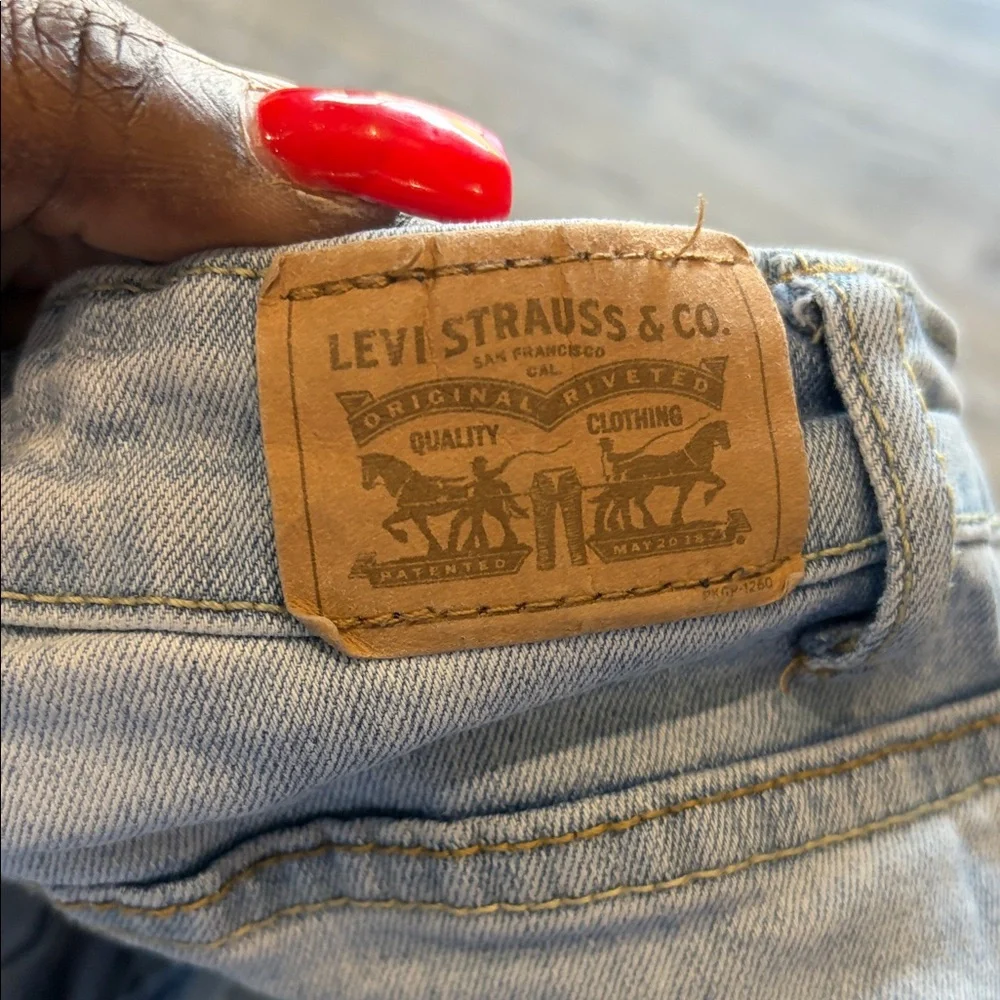 LEVI STRAUSS & CO.
SAN FRANCISCO
CAL
ORIGINAL RIVETED
QUALITY CLOTHING
PATENTED MAY 20 1873